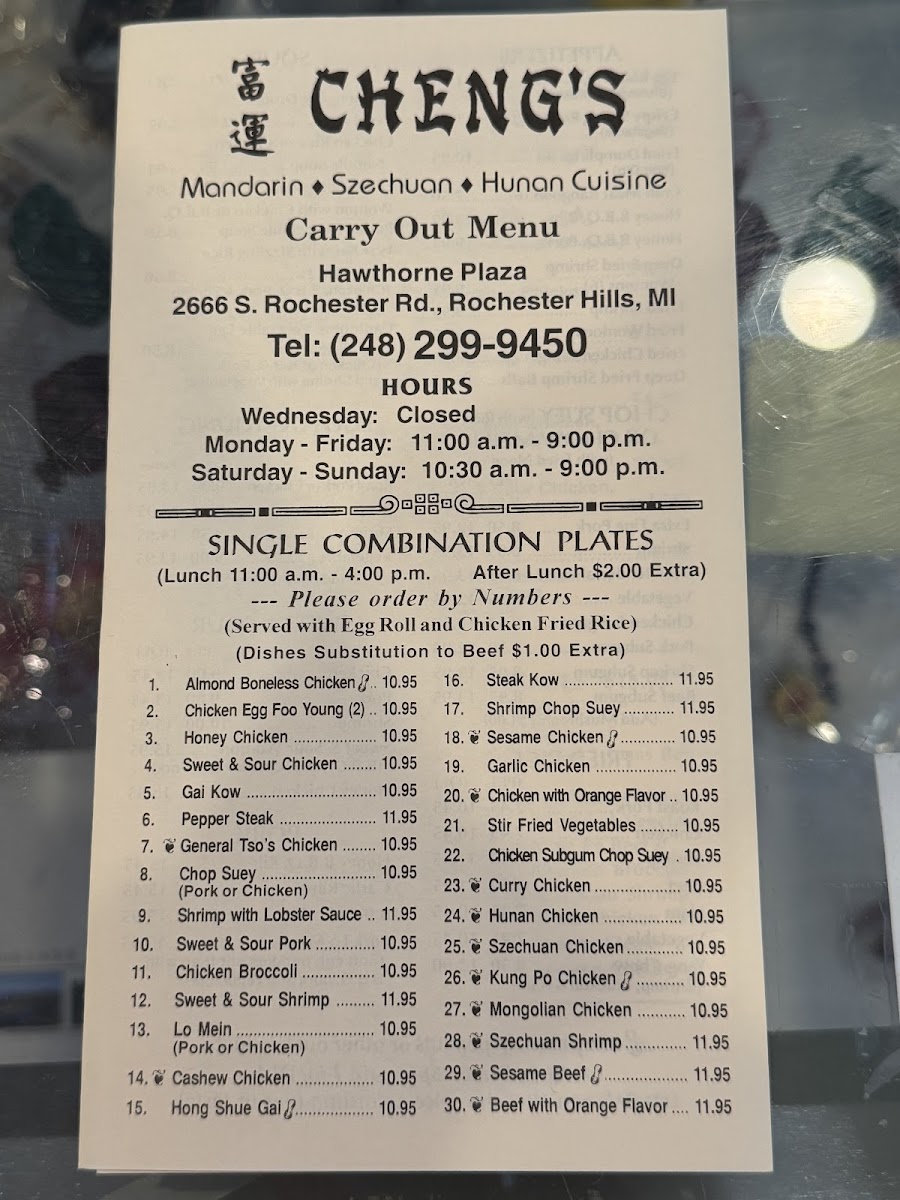 富運 CHENG'S
Mandarin ♦ Szechuan ♦ Hunan Cuisine
Carry Out Menu
Hawthorne Plaza
2666 S. Rochester Rd., Rochester Hills, MI
Tel: (248) 299-9450
HOURS
Wednesday: Closed
Monday - Friday: 11:00 a.m. - 9:00 p.m.
Saturday - Sunday: 10:30 a.m. - 9:00 p.m.
SINGLE COMBINATION PLATES
(Lunch 11:00 a.m. - 4:00 p.m. After Lunch $2.00 Extra)
--- Please order by Numbers ---
(Served with Egg Roll and Chicken Fried Rice)
(Dishes Substitution to Beef $1.00 Extra)
1. Almond Boneless Chicken .. 10.95
2. Chicken Egg Foo Young (2) .. 10.95
3. Honey Chicken .................. 10.95
4. Sweet & Sour Chicken ........ 10.95
5. Gai Kow ............................ 10.95
6. Pepper Steak ..................... 11.95
7. General Tso's Chicken ........ 10.95
8. Chop Suey ......................... 10.95
(Pork or Chicken)
9. Shrimp with Lobster Sauce .. 11.95
10. Sweet & Sour Pork ............. 10.95
11. Chicken Broccoli ................ 10.95
12. Sweet & Sour Shrimp ......... 11.95
13. Lo Mein ............................. 10.95
(Pork or Chicken)
14. Cashew Chicken ................ 10.95
15. Hong Shue Gai .................. 10.95
16. Steak Kow ........................ 11.95
17. Shrimp Chop Suey ........... 11.95
18. Sesame Chicken ............ 10.95
19. Garlic Chicken .................. 10.95
20. Chicken with Orange Flavor .. 10.95
21. Stir Fried Vegetables ......... 10.95
22. Chicken Subgum Chop Suey . 10.95
23. Curry Chicken .................... 10.95
24. Hunan Chicken .................. 10.95
25. Szechuan Chicken ............. 10.95
26. Kung Po Chicken ........... 10.95
27. Mongolian Chicken ........... 10.95
28. Szechuan Shrimp .............. 11.95
29. Sesame Beef .................... 11.95
30. Beef with Orange Flavor .... 11.95